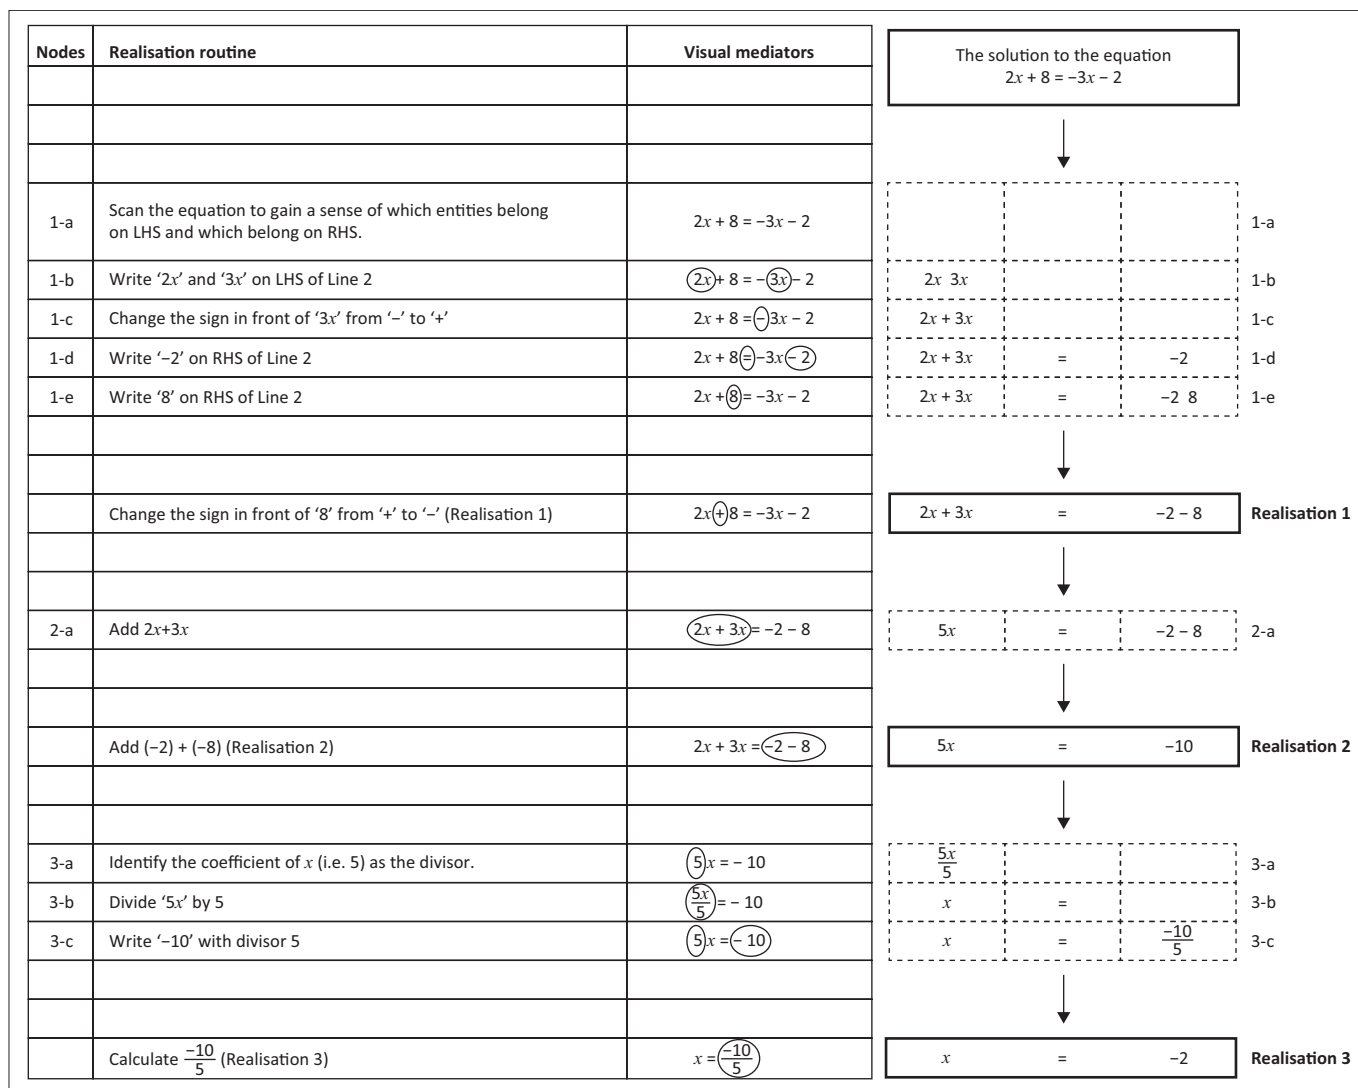 Nodes Realisation routine Visual mediators
The solution to the equation
2x + 8 = −3x − 2
1-a Scan the equation to gain a sense of which entities belong
on LHS and which belong on RHS. 2x + 8 = −3x − 2 1-a
1-b Write ‘2x’ and ‘3x’ on LHS of Line 2 2x + 8 = −3x − 2 2x 3x 1-b
1-c Change the sign in front of ‘3x’ from ‘−’ to ‘+’ 2x + 8 = −3x − 2 2x + 3x 1-c
1-d Write ‘−2’ on RHS of Line 2 2x + 8 = −3x − 2 2x + 3x = −2 1-d
1-e Write ‘8’ on RHS of Line 2 2x + 8 = −3x − 2 2x + 3x = −2 8 1-e
Change the sign in front of ‘8’ from ‘+’ to ‘−’ (Realisation 1) 2x + 8 = −3x − 2 2x + 3x = −2 − 8 Realisation 1
2-a Add 2x+3x 2x + 3x = −2 − 8 5x = −2 − 8 2-a
Add (−2) + (−8) (Realisation 2) 2x + 3x = −2 − 8 5x = −10 Realisation 2
3-a Identify the coefficient of x (i.e. 5) as the divisor. 5x = − 10 5x/5 3-a
3-b Divide ‘5x’ by 5 5x/5 = − 10 x = 3-b
3-c Write ‘−10’ with divisor 5 5x = − 10 x = −10/5 3-c
Calculate −10/5 (Realisation 3) x = −10/5 x = −2 Realisation 3